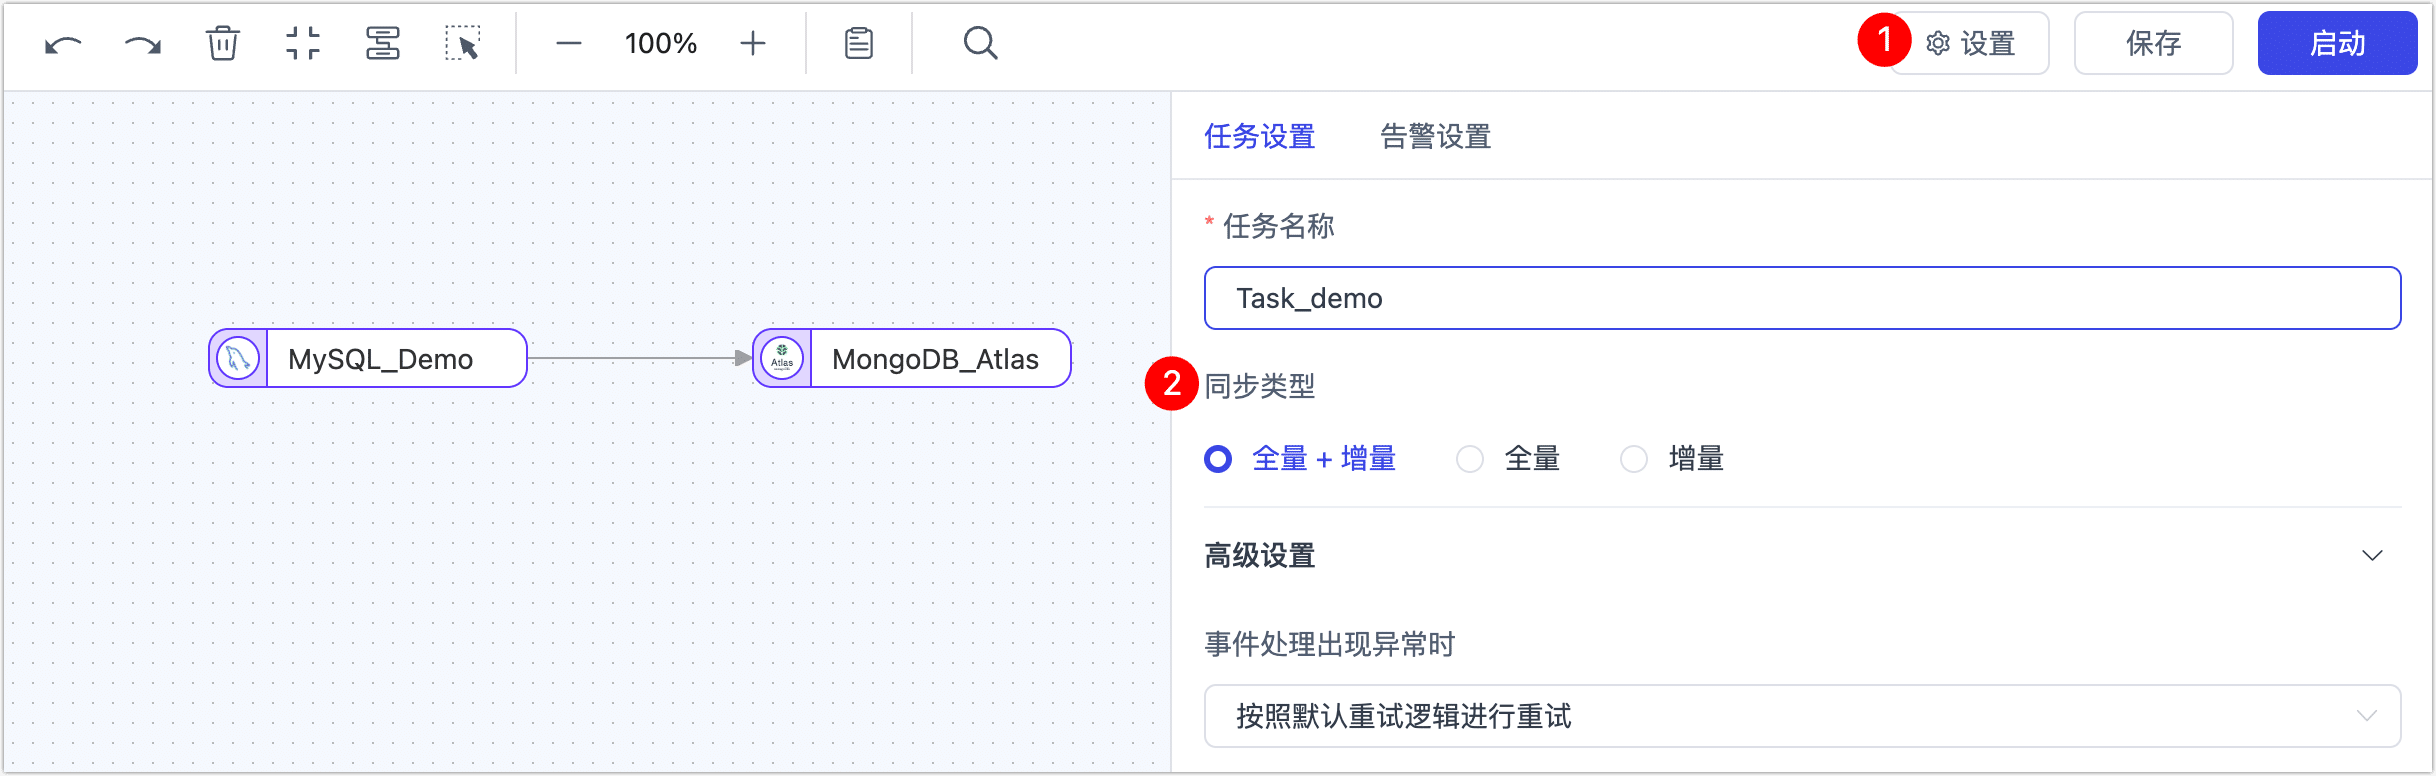 100%
1
设置
保存
启动
任务设置
告警设置
* 任务名称
Task_demo
MySQL_Demo
Atlas
MongoDB_Atlas
2
同步类型
全量 + 增量
全量
增量
高级设置
事件处理出现异常时
按照默认重试逻辑进行重试